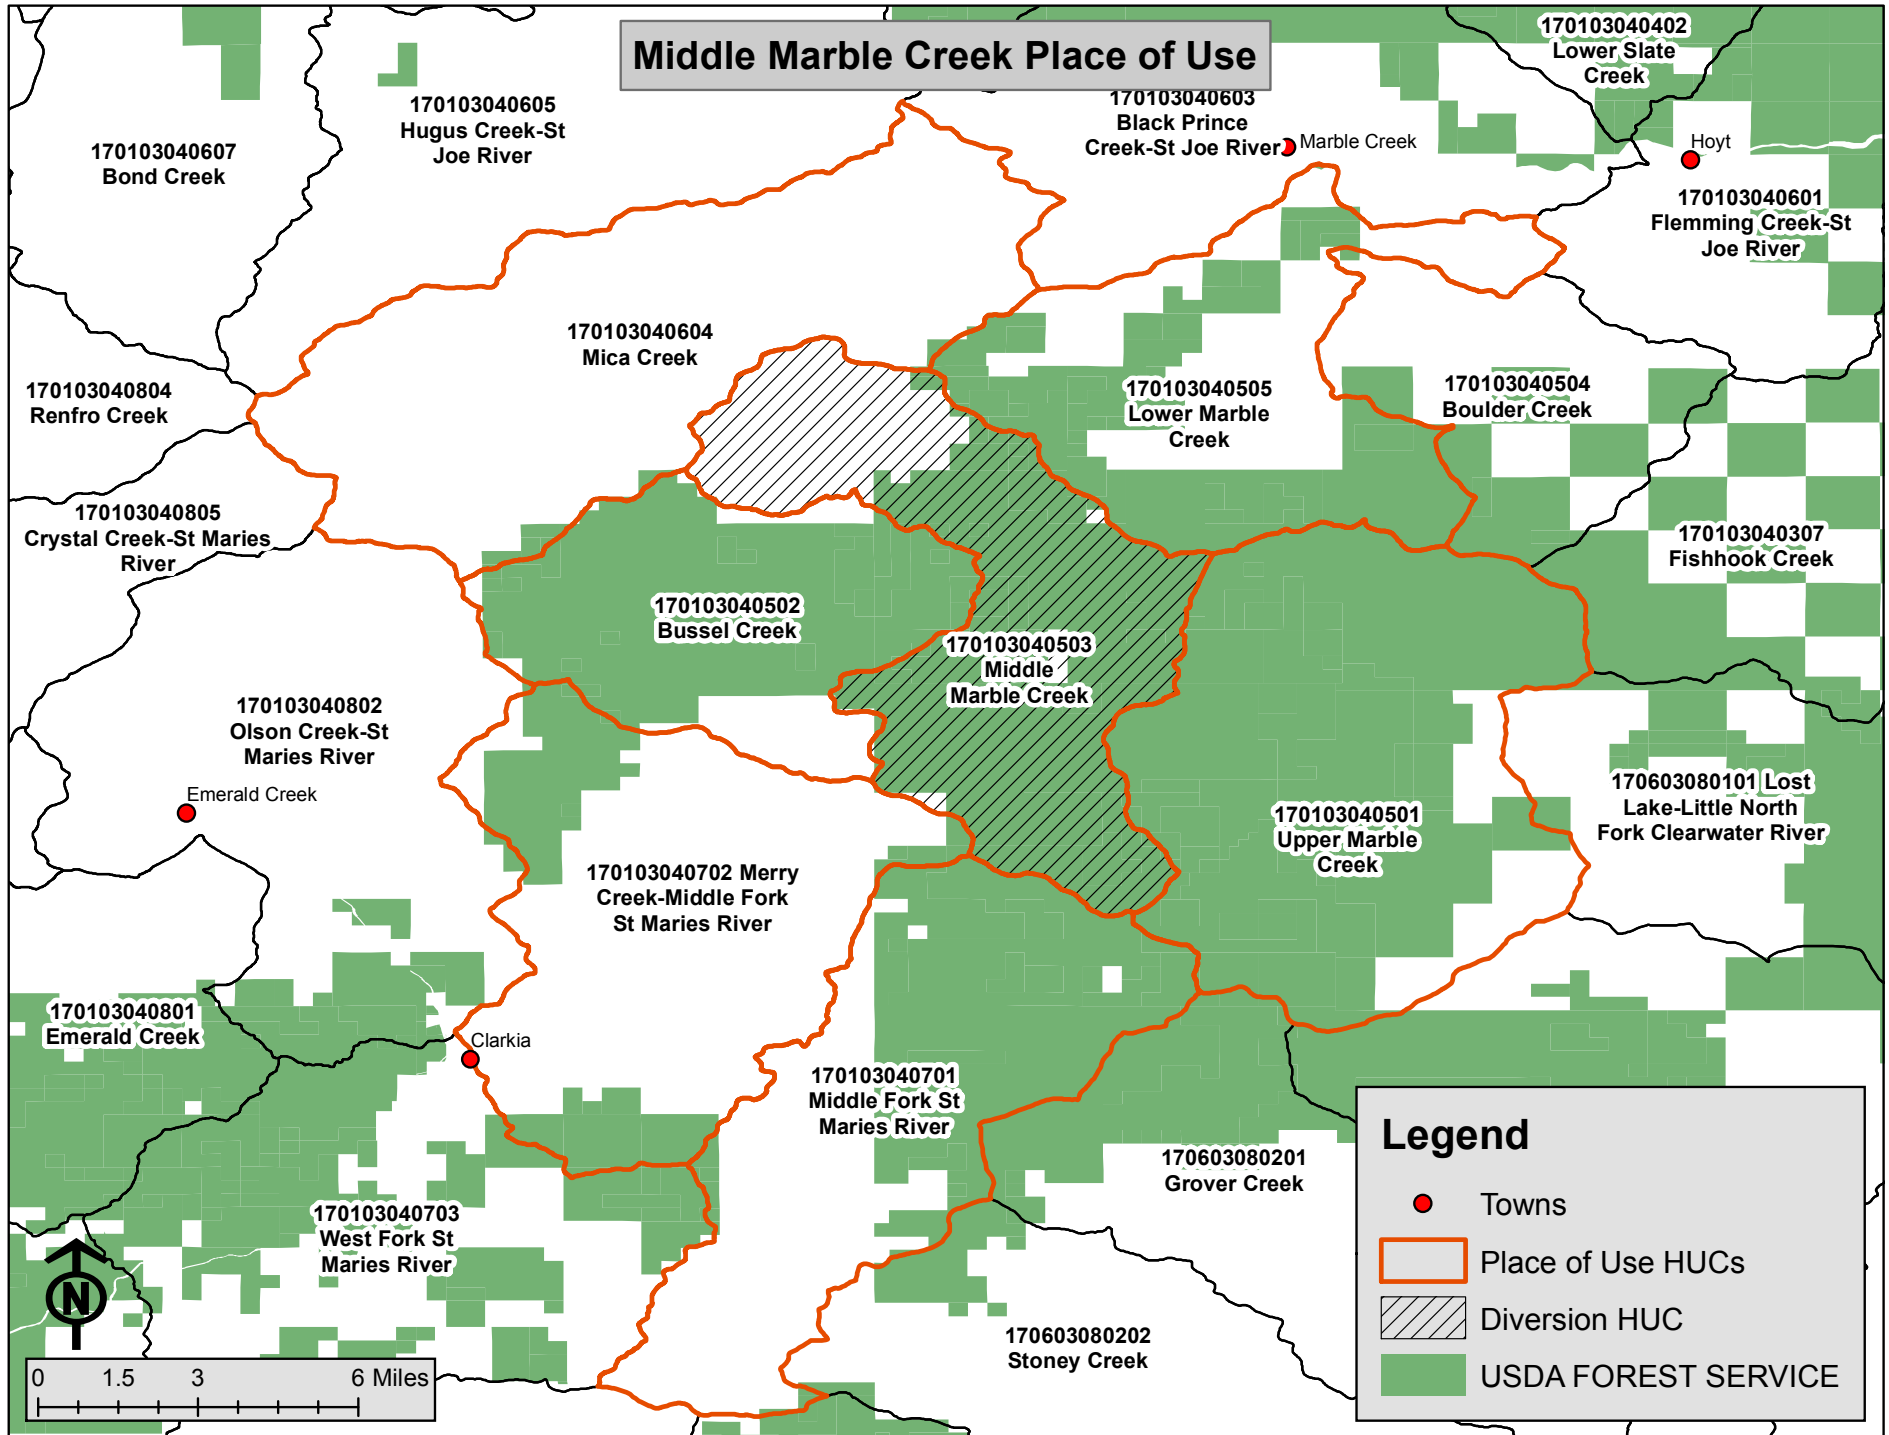 Middle Marble Creek Place of Use
170103040402
Lower Slate
Creek
170103040605
Hugus Creek-St
Joe River
170103040603
Black Prince
Creek-St Joe River
Marble Creek
Hoyt
170103040607
Bond Creek
170103040601
Flemming Creek-St
Joe River
170103040604
Mica Creek
170103040804
Renfro Creek
170103040505
Lower Marble
Creek
170103040504
Boulder Creek
170103040805
Crystal Creek-St Maries
River
170103040307
Fishhook Creek
170103040502
Bussel Creek
170103040503
Middle
Marble Creek
170103040802
Olson Creek-St
Maries River
Emerald Creek
170603080101 Lost
Lake-Little North
Fork Clearwater River
170103040501
Upper Marble
Creek
170103040702 Merry
Creek-Middle Fork
St Maries River
170103040801
Emerald Creek
Clarkia
170103040701
Middle Fork St
Maries River
170603080201
Grover Creek
170103040703
West Fork St
Maries River
170603080202
Stoney Creek
N
0 1.5 3 6 Miles
Legend
Towns
Place of Use HUCs
Diversion HUC
USDA FOREST SERVICE